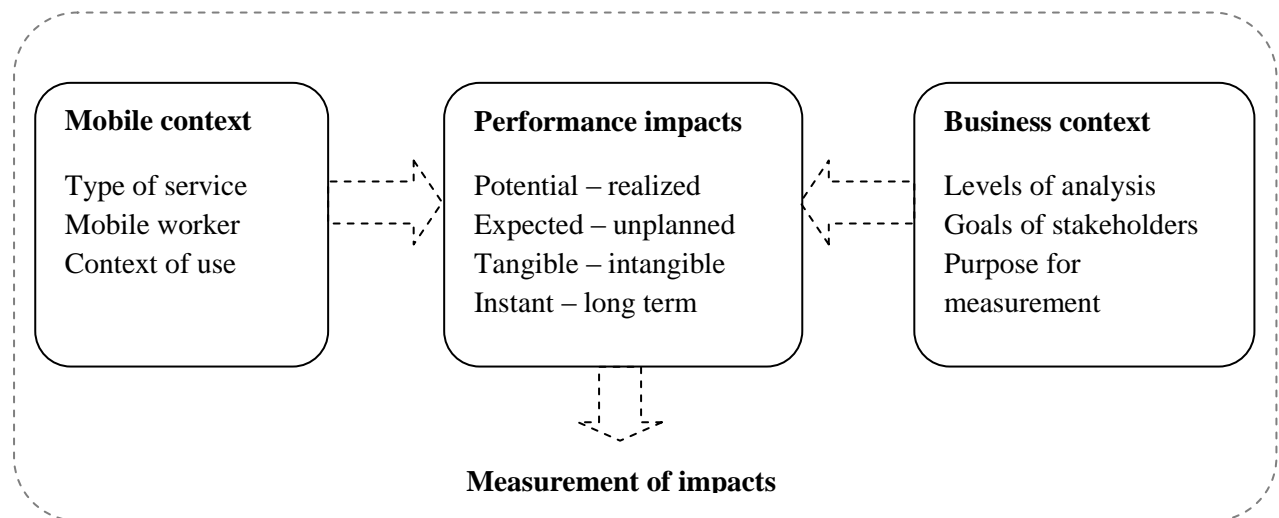 Mobile context
Type of service
Mobile worker
Context of use
Performance impacts
Potential – realized
Expected – unplanned
Tangible – intangible
Instant – long term
Business context
Levels of analysis
Goals of stakeholders
Purpose for
measurement
Measurement of impacts